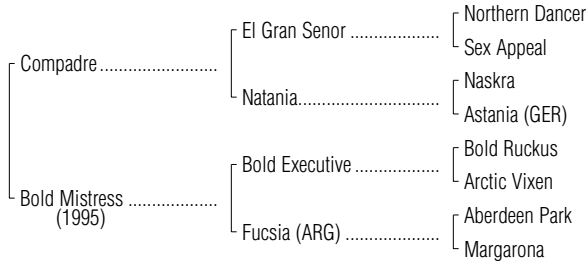 Northern Dancer
El Gran Senor ....................
Sex Appeal
Compadre..........................
Naskra
Natania................................
Astania (GER)
Bold Ruckus
Bold Executive ...................
Arctic Vixen
Bold Mistress ....................
(1995)
Aberdeen Park
Fucsia (ARG) .....................
Margarona